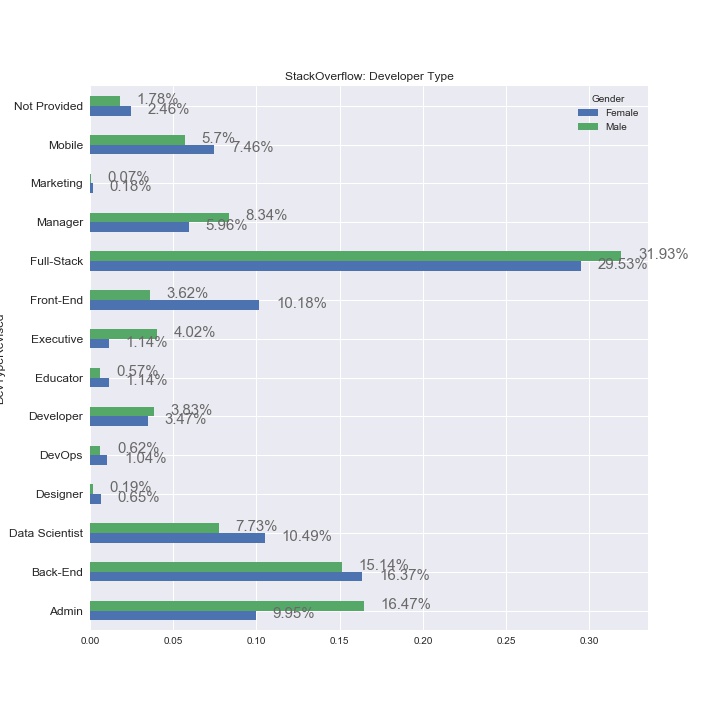 StackOverflow: Developer Type
Gender
Female
Male
Not Provided
1.78%
2.46%
Mobile
5.7%
7.46%
Marketing
0.07%
0.18%
Manager
8.34%
5.96%
Full-Stack
31.93%
29.53%
Front-End
3.62%
10.18%
Executive
4.02%
1.14%
Educator
0.57%
1.14%
Developer
3.83%
3.47%
DevOps
0.62%
1.04%
Designer
0.19%
0.65%
Data Scientist
7.73%
10.49%
Back-End
15.14%
16.37%
Admin
16.47%
9.95%
0.00 0.05 0.10 0.15 0.20 0.25 0.30